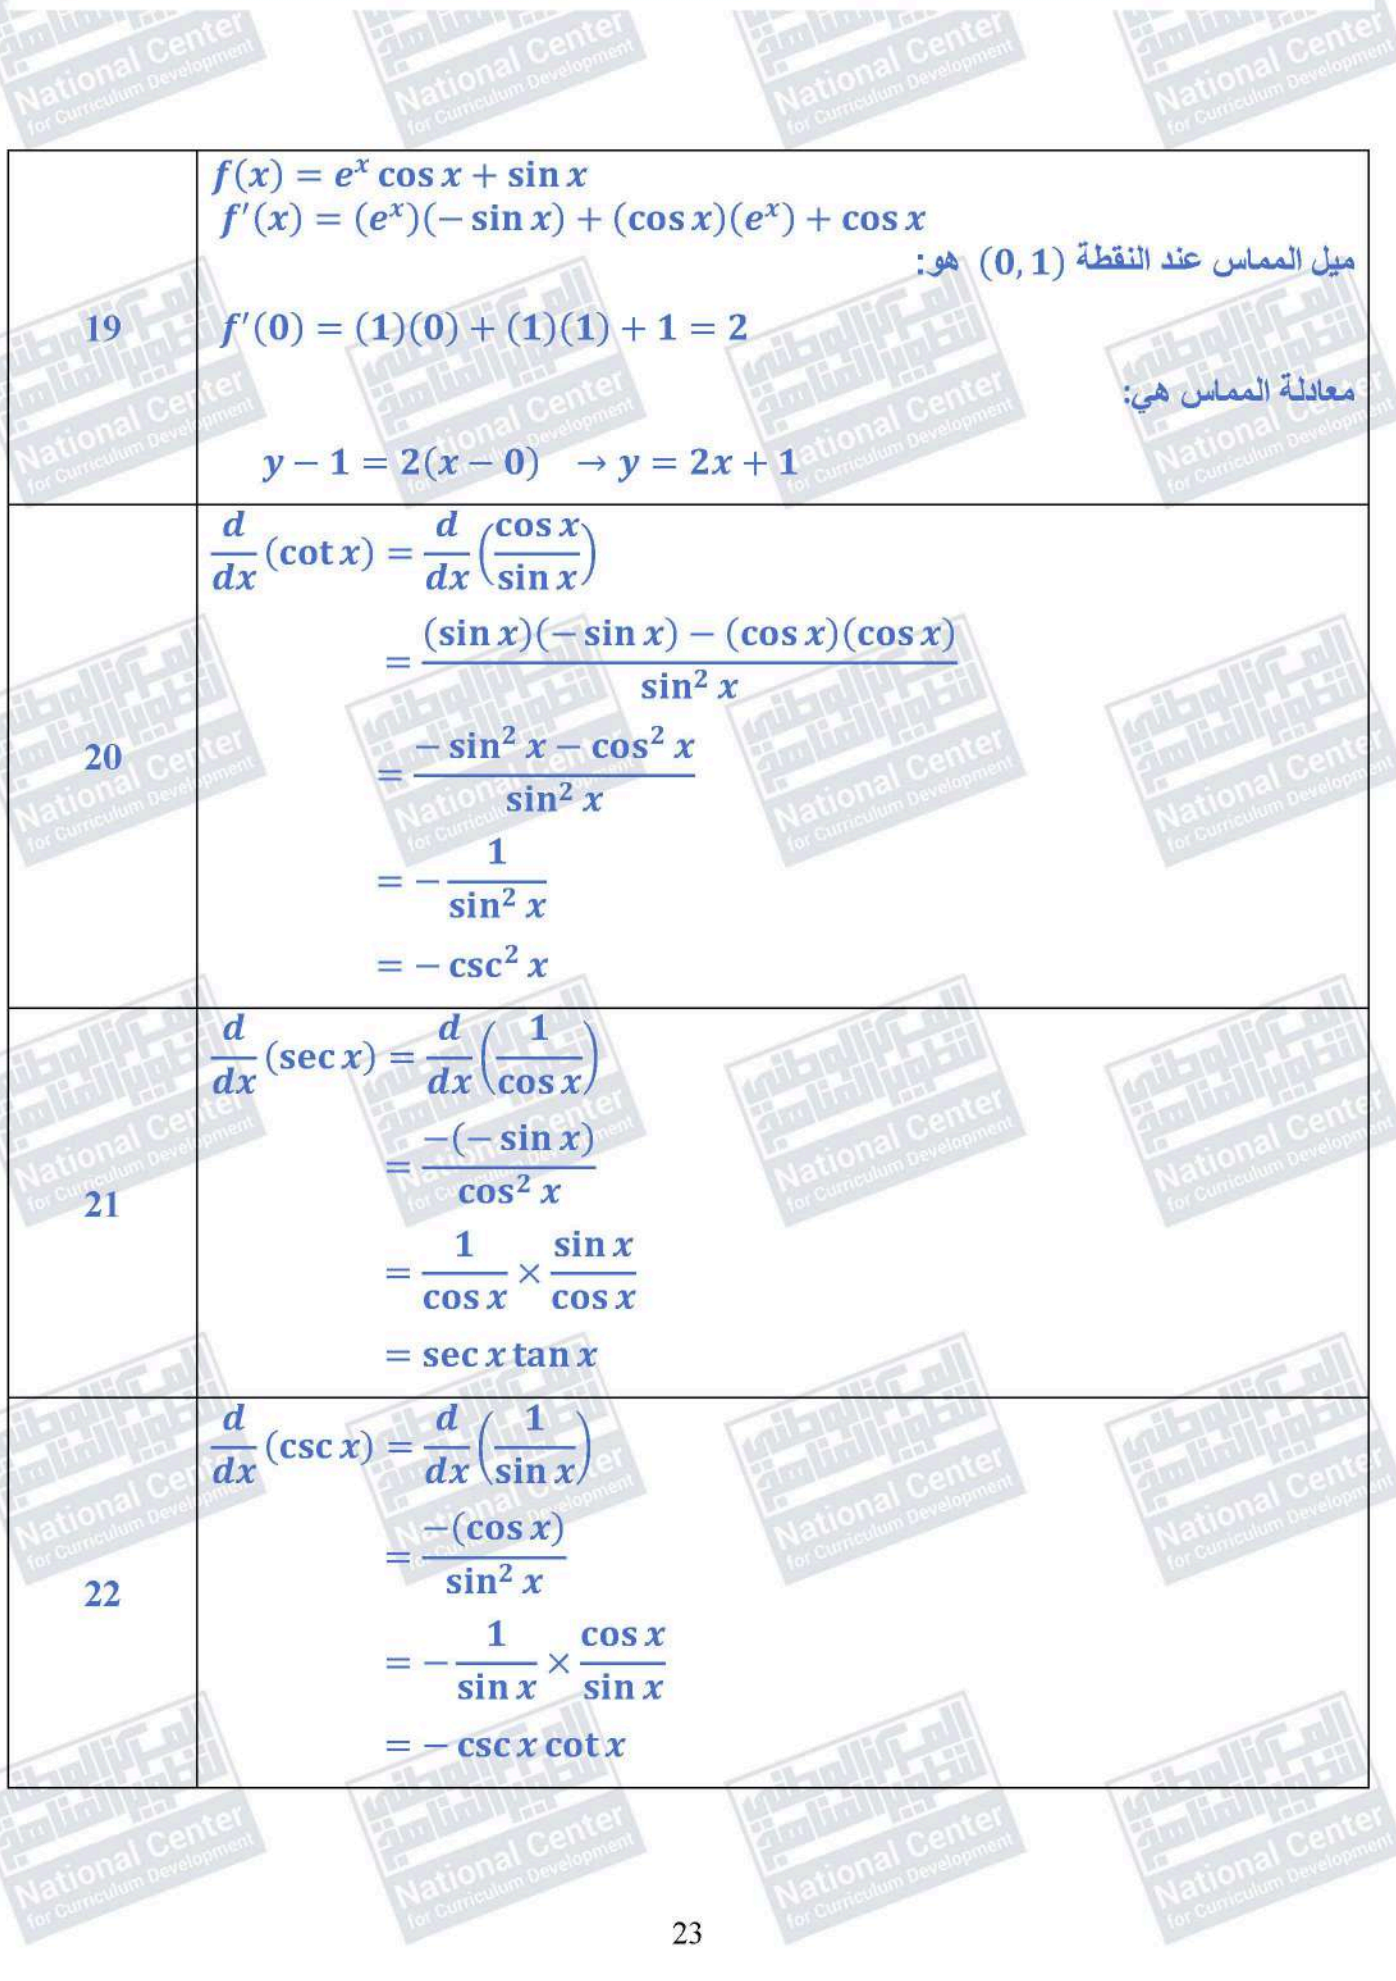 19
f(x) = e^x cos x + sin x
f′(x) = (e^x)(− sin x) + (cos x)(e^x) + cos x
ميل المماس عند النقطة (0, 1) هو:
f′(0) = (1)(0) + (1)(1) + 1 = 2
معادلة المماس هي:
y − 1 = 2(x − 0) → y = 2x + 1
20
d/dx (cot x) = d/dx (cos x / sin x)
= (sin x)(− sin x) − (cos x)(cos x) / sin² x
= − sin² x − cos² x / sin² x
= − 1 / sin² x
= − csc² x
21
d/dx (sec x) = d/dx (1 / cos x)
= −(− sin x) / cos² x
= 1 / cos x × sin x / cos x
= sec x tan x
22
d/dx (csc x) = d/dx (1 / sin x)
= −(cos x) / sin² x
= − 1 / sin x × cos x / sin x
= − csc x cot x
23
المركز الوطني
لتطوير المناهج
National Center
for Curriculum Development